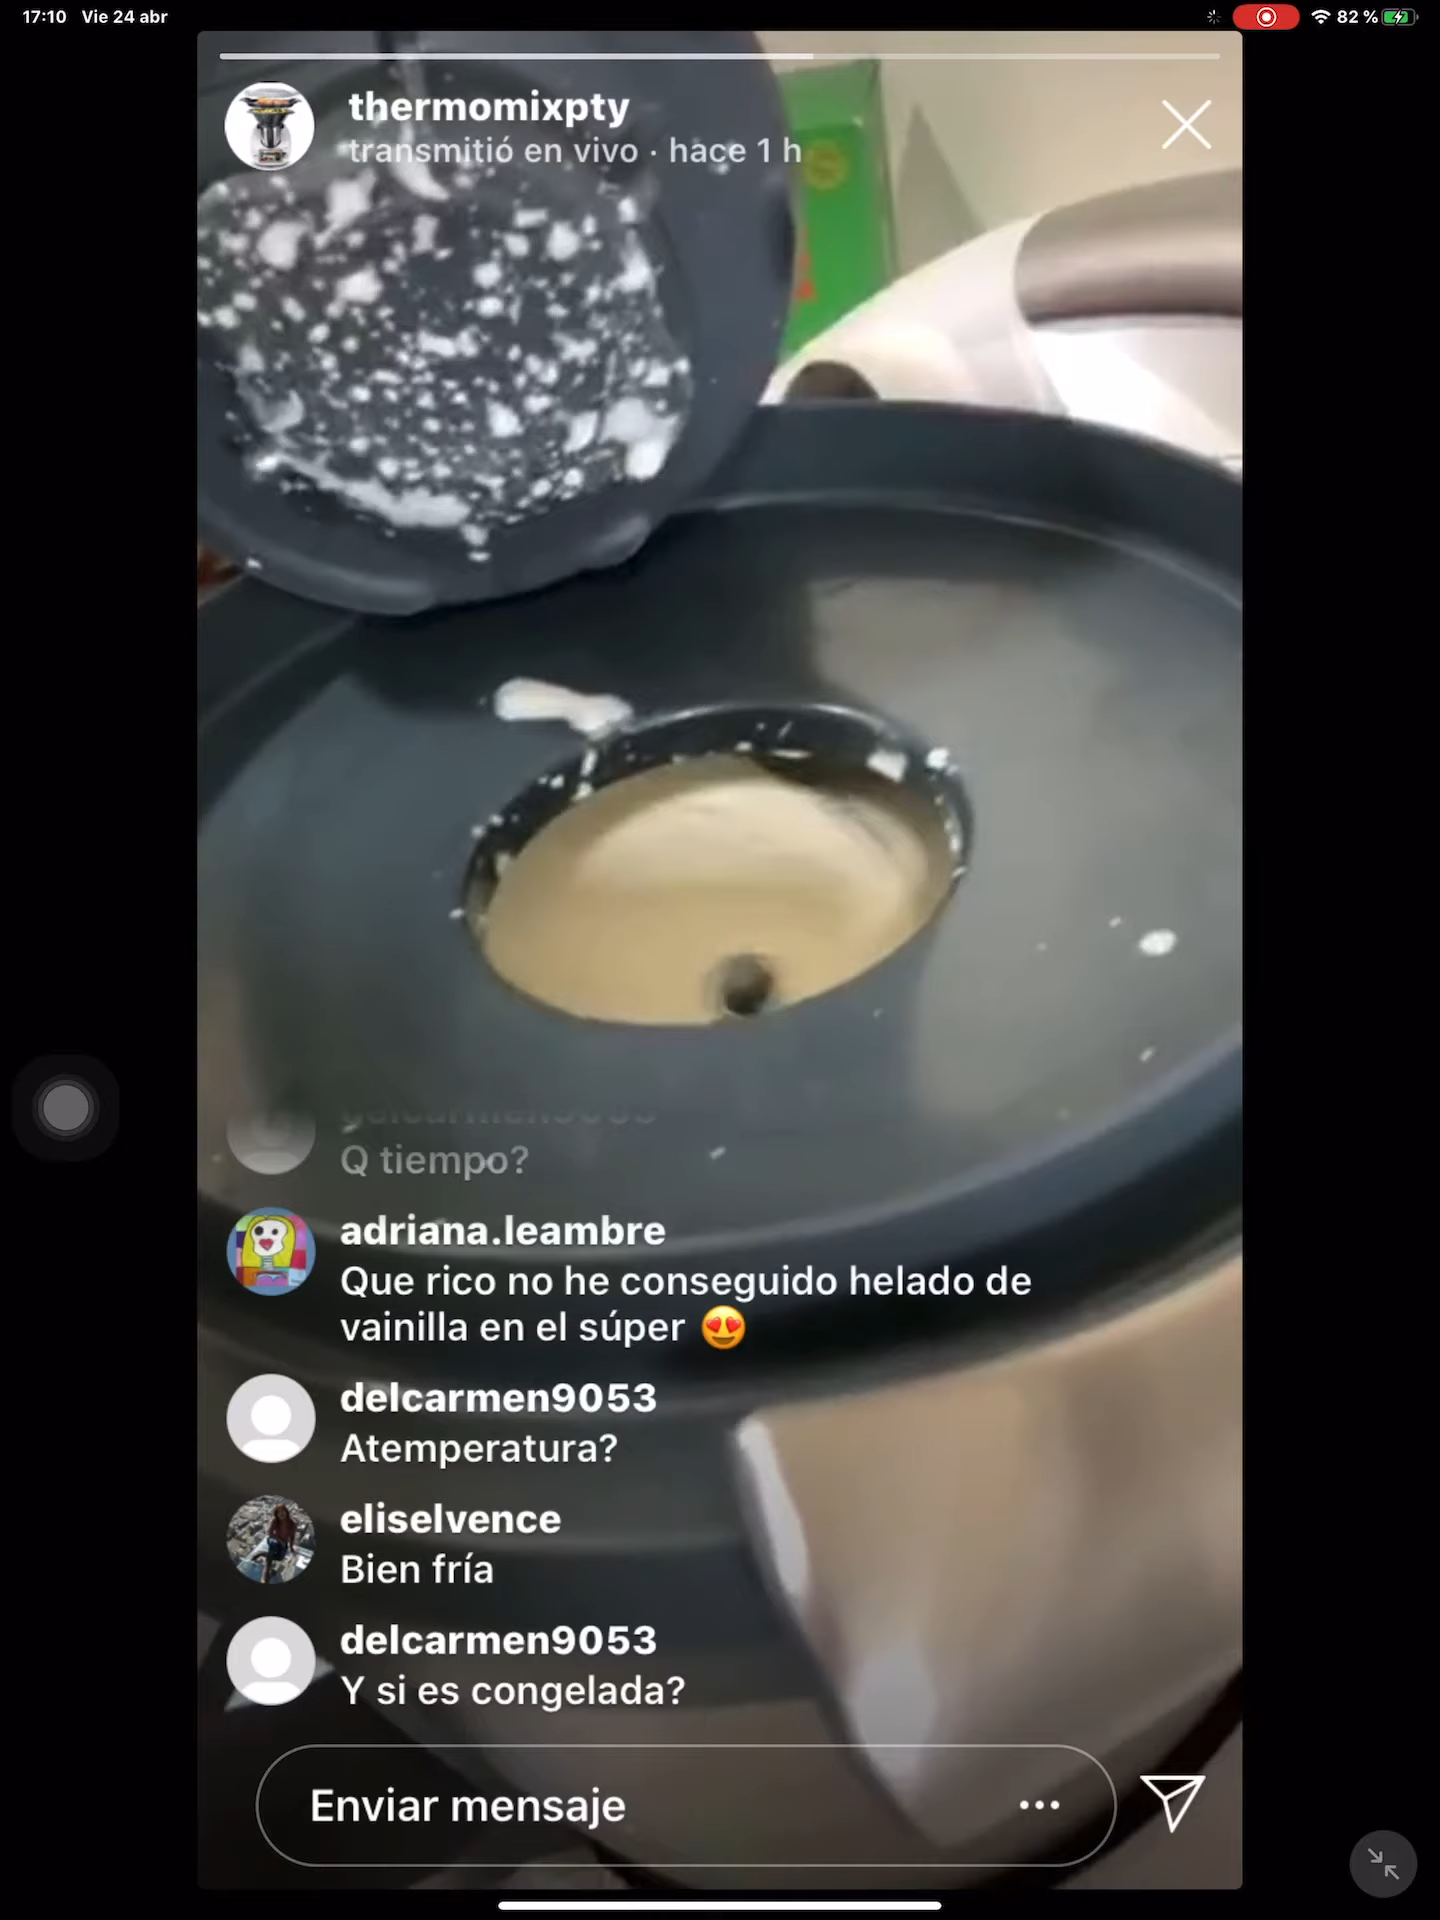 17:10 Vie 24 abr
82 %
thermomixpty
transmitió en vivo · hace 1 h
delcarmen9053
Q tiempo?
adriana.leambre
Que rico no he conseguido helado de
vainilla en el súper 😍
delcarmen9053
Atemperatura?
eliselvence
Bien fría
delcarmen9053
Y si es congelada?
Enviar mensaje